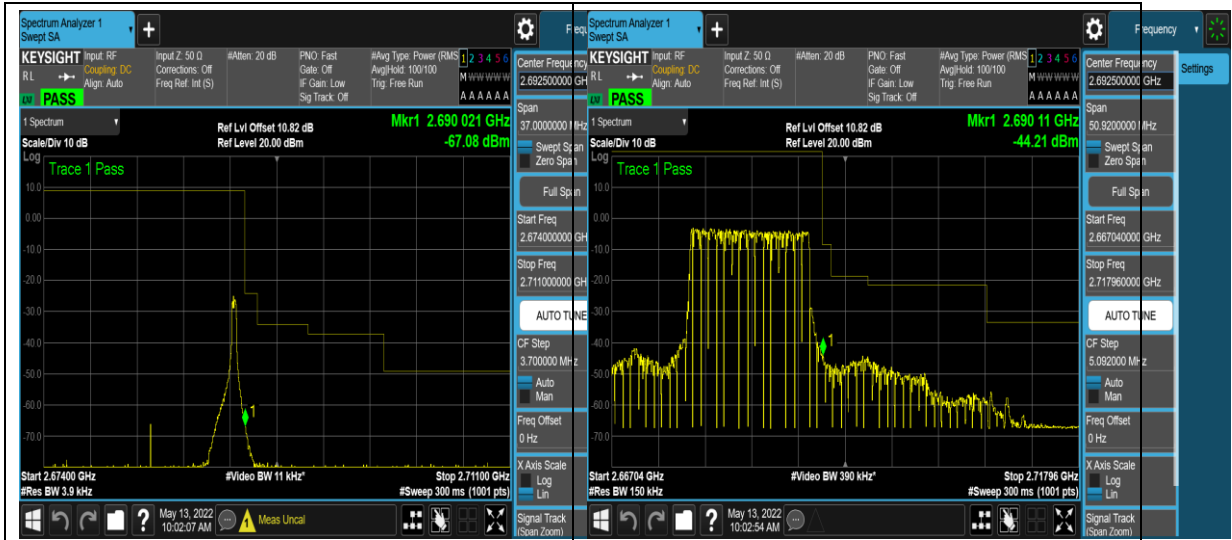 Spectrum Analyzer 1
Swept SA
+
Frequ
KEYSIGHT
Input: RF
Coupling: DC
Align: Auto
Input Z: 50 Ω
Corrections: Off
Freq Ref: Int (S)
#Atten: 20 dB
PNO: Fast
Gate: Off
IF Gain: Low
Sig Track: Off
#Avg Type: Power (RMS
Avg|Hold: 100/100
Trig: Free Run
1 2 3 4 5 6
M W W W W W
A A A A A A
R L
PASS
1 Spectrum
Scale/Div 10 dB
Ref Lvl Offset 10.82 dB
Ref Level 20.00 dBm
Mkr1 2.690 021 GHz
-67.08 dBm
Log
Trace 1 Pass
10.0
0.00
-10.0
-20.0
-30.0
-40.0
-50.0
-60.0
-70.0
1
Start 2.67400 GHz
#Res BW 3.9 kHz
#Video BW 11 kHz*
Stop 2.71100 GHz
#Sweep 300 ms (1001 pts)
Center Frequency
2.692500000 GHz
Span
37.0000000 MHz
Swept Span
Zero Span
Full Span
Start Freq
2.674000000 GH
Stop Freq
2.711000000 GH
AUTO TUNE
CF Step
3.700000 MHz
Auto
Man
Freq Offset
0 Hz
X Axis Scale
Log
Lin
Signal Track
(Span Zoom)
?
May 13, 2022
10:02:07 AM
Meas Uncal
Spectrum Analyzer 1
Swept SA
+
Frequency
Settings
KEYSIGHT
Input: RF
Coupling: DC
Align: Auto
Input Z: 50 Ω
Corrections: Off
Freq Ref: Int (S)
#Atten: 20 dB
PNO: Fast
Gate: Off
IF Gain: Low
Sig Track: Off
#Avg Type: Power (RMS
Avg|Hold: 100/100
Trig: Free Run
1 2 3 4 5 6
M W W W W W
A A A A A A
R L
PASS
1 Spectrum
Scale/Div 10 dB
Ref Lvl Offset 10.82 dB
Ref Level 20.00 dBm
Mkr1 2.690 11 GHz
-44.21 dBm
Log
Trace 1 Pass
10.0
0.00
-10.0
-20.0
-30.0
-40.0
-50.0
-60.0
-70.0
1
Start 2.66704 GHz
#Res BW 150 kHz
#Video BW 390 kHz*
Stop 2.71796 GHz
#Sweep 300 ms (1001 pts)
Center Frequency
2.692500000 GHz
Span
50.9200000 MHz
Swept Span
Zero Span
Full Span
Start Freq
2.667040000 GHz
Stop Freq
2.717960000 GHz
AUTO TUNE
CF Step
5.092000 MHz
Auto
Man
Freq Offset
0 Hz
X Axis Scale
Log
Lin
Signal Track
(Span Zoom)
?
May 13, 2022
10:02:54 AM